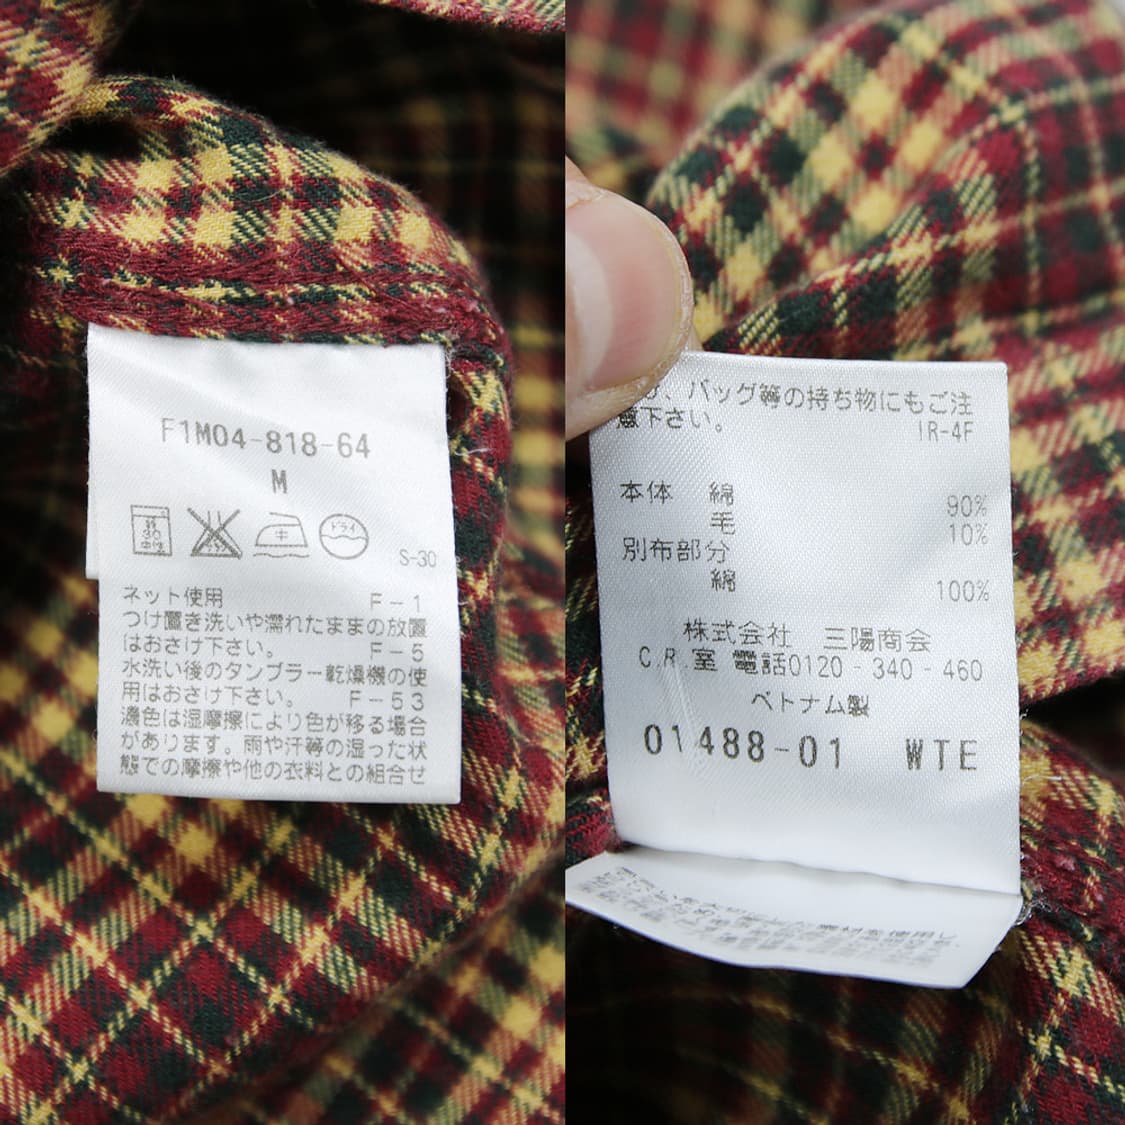 F1M04-818-64
M
弱
30
中性
ドライ
S-30
ネット使用 F-1
つけ置き洗いや濡れたままの放置
はおさけ下さい。 F-5
水洗い後のタンブラー乾燥機の使
用はおさけ下さい。 F-53
濃色は湿摩擦により色が移る場合
があります。雨や汗等の湿った状
態での摩擦や他の衣料との組合せ
、バッグ等の持ち物にもご注
意下さい。 IR-4F
本体 綿 90%
毛 10%
別布部分
綿 100%
株式会社 三陽商会
C.R.室 電話0120-340-460
ベトナム製
01488-01 WTE